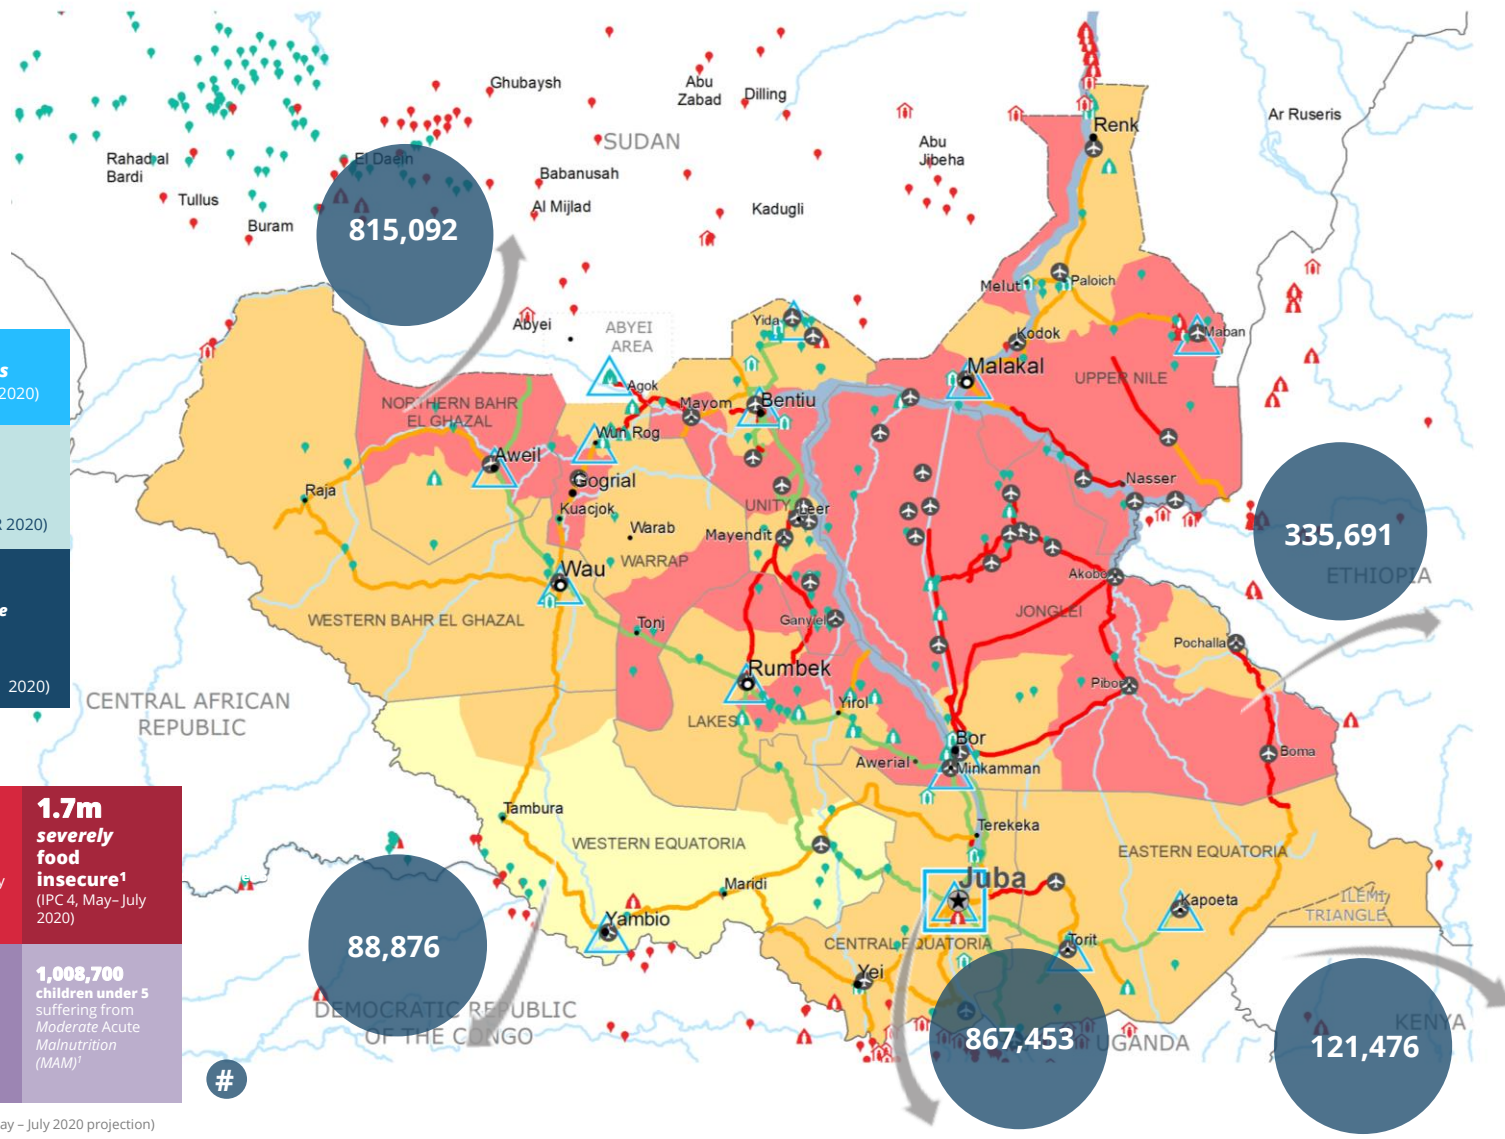 Ghubaysh
Abu
Zabad
Dilling
SUDAN
Ar Ruseris
Renk
Abu
Jibeha
Rahad al
Bardi
El Daein
Babanusah
Tullus
Al Mijlad
Kadugli
Buram
815,092
Melut
Paloich
Abyei
ABYEI
AREA
Yida
Kodok
Maban
s
2020)
Malakal
UPPER NILE
Agok
Mayom
Bentiu
NORTHERN BAHR
EL GHAZAL
Wun Rog
Aweil
Gogrial
Nasser
Raja
Kuacjok
UNITY
Leer
Warab
Mayendit
R 2020)
335,691
WARRAP
Wau
Akobo
ETHIOPIA
e
WESTERN BAHR EL GHAZAL
Tonj
Ganyiel
JONGLEI
Pochalla
2020)
Rumbek
Pibor
CENTRAL AFRICAN
REPUBLIC
LAKES
Yirol
Bor
Awerial
Minkamman
Boma
1.7m
severely
food
insecure¹
(IPC 4, May– July
2020)
y
Tambura
Terekeka
WESTERN EQUATORIA
EASTERN EQUATORIA
Maridi
Juba
Kapoeta
ILEMI
TRIANGLE
Yambio
CENTRAL EQUATORIA
Torit
88,876
Yei
1,008,700
children under 5
suffering from
Moderate Acute
Malnutrition
(MAM)¹
DEMOCRATIC REPUBLIC
OF THE CONGO
867,453
UGANDA
121,476
KENYA
#
ay – July 2020 projection)